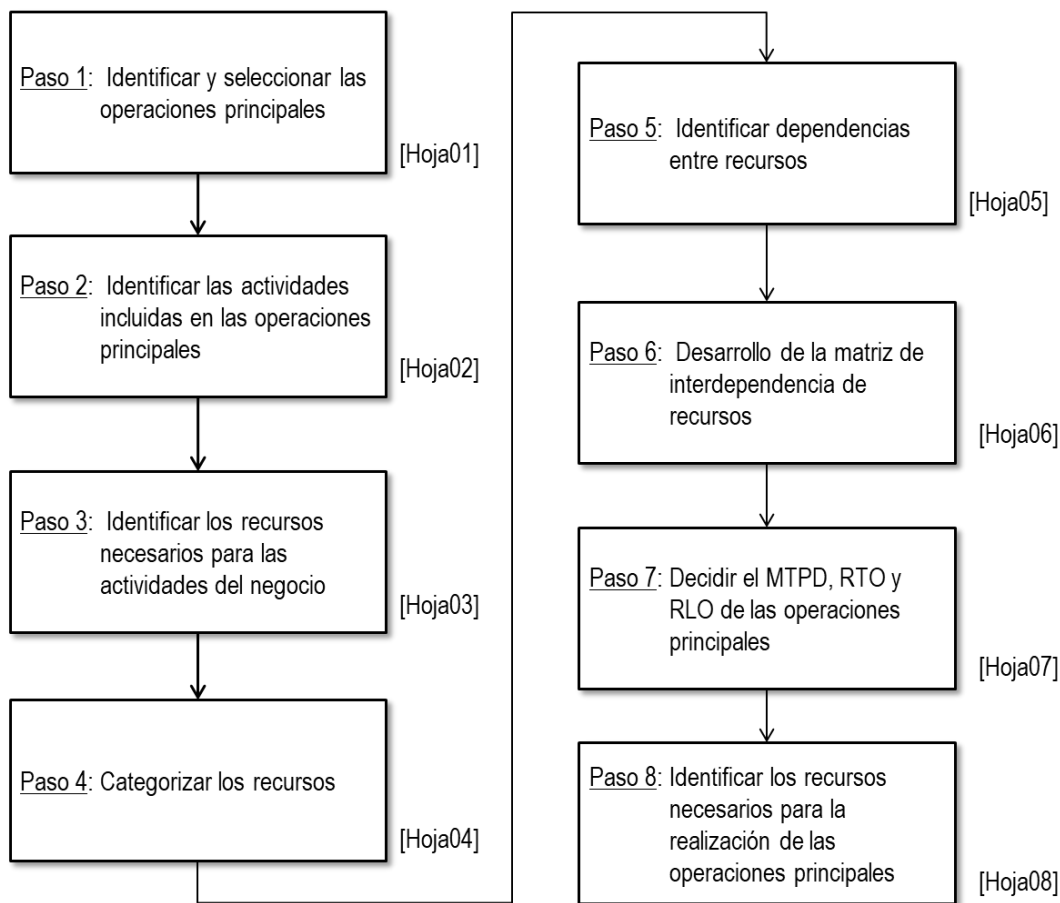 Paso 1: Identificar y seleccionar las
operaciones principales
[Hoja01]
Paso 2: Identificar las actividades
incluidas en las operaciones
principales
[Hoja02]
Paso 3: Identificar los recursos
necesarios para las
actividades del negocio
[Hoja03]
Paso 4: Categorizar los recursos
[Hoja04]
Paso 5: Identificar dependencias
entre recursos
[Hoja05]
Paso 6: Desarrollo de la matriz de
interdependencia de
recursos
[Hoja06]
Paso 7: Decidir el MTPD, RTO y
RLO de las operaciones
principales
[Hoja07]
Paso 8: Identificar los recursos
necesarios para la
realización de las
operaciones principales
[Hoja08]